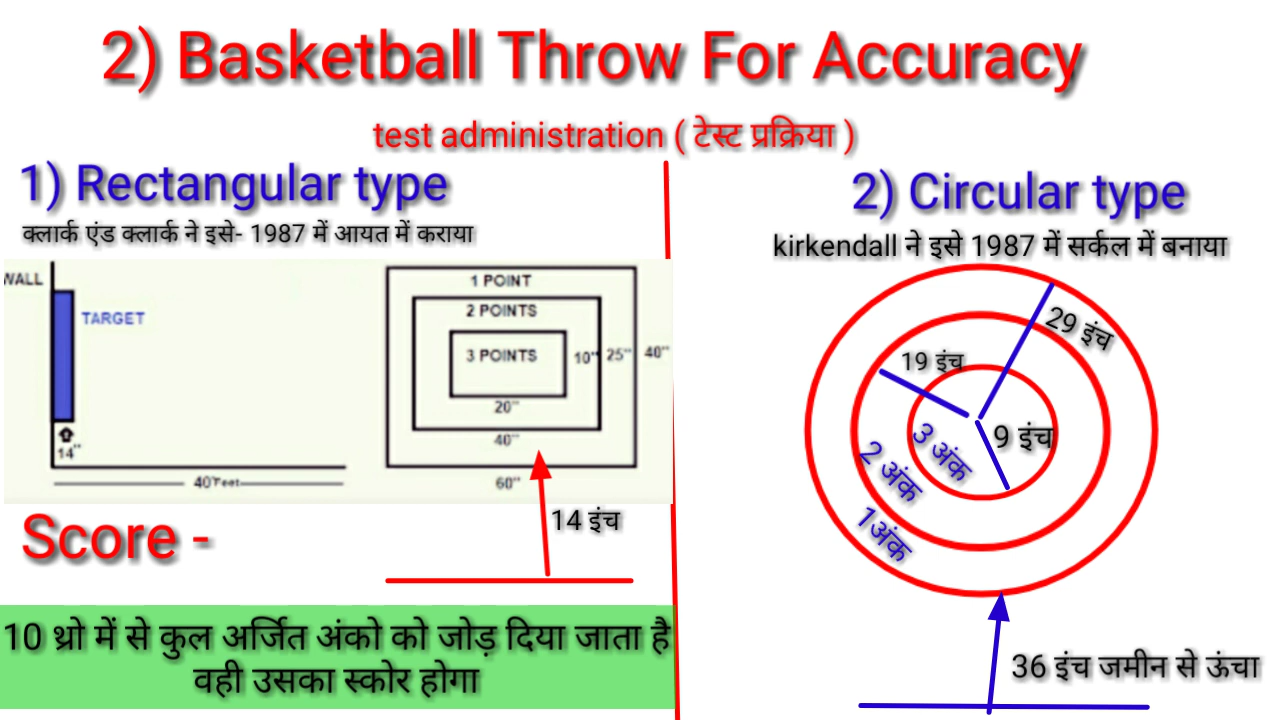 2) Basketball Throw For Accuracy
test administration ( टेस्ट प्रक्रिया )
1) Rectangular type
क्लार्क एंड क्लार्क ने इसे- 1987 में आयत में कराया
WALL
TARGET
14"
40'Feet
1 POINT
2 POINTS
3 POINTS
10" 25" 40"
20"
40"
60"
14 इंच
Score -
10 थ्रो में से कुल अर्जित अंको को जोड़ दिया जाता है
वही उसका स्कोर होगा
2) Circular type
kirkendall ने इसे 1987 में सर्कल में बनाया
29 इंच
19 इंच
9 इंच
3 अंक
2 अंक
1अंक
36 इंच जमीन से ऊंचा